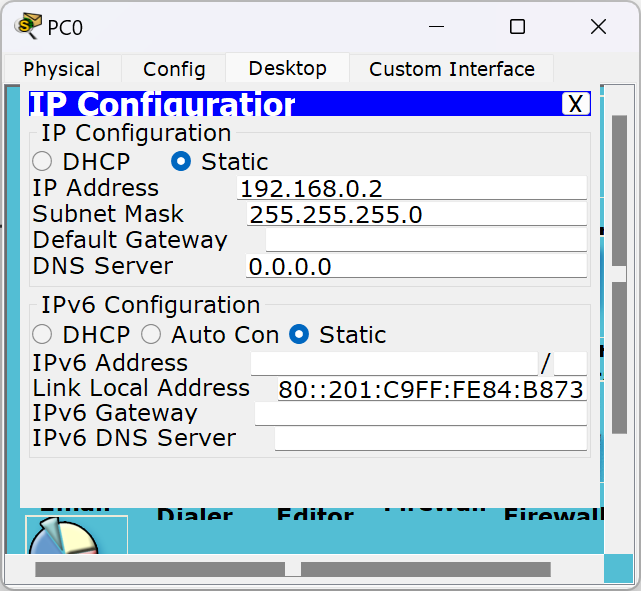 PC0
Physical Config Desktop Custom Interface
IP Configuration X
IP Configuration
DHCP Static
IP Address 192.168.0.2
Subnet Mask 255.255.255.0
Default Gateway
DNS Server 0.0.0.0
IPv6 Configuration
DHCP Auto Con Static
IPv6 Address /
Link Local Address 80::201:C9FF:FE84:B873
IPv6 Gateway
IPv6 DNS Server
Email Dialer Editor Firewall Firewall